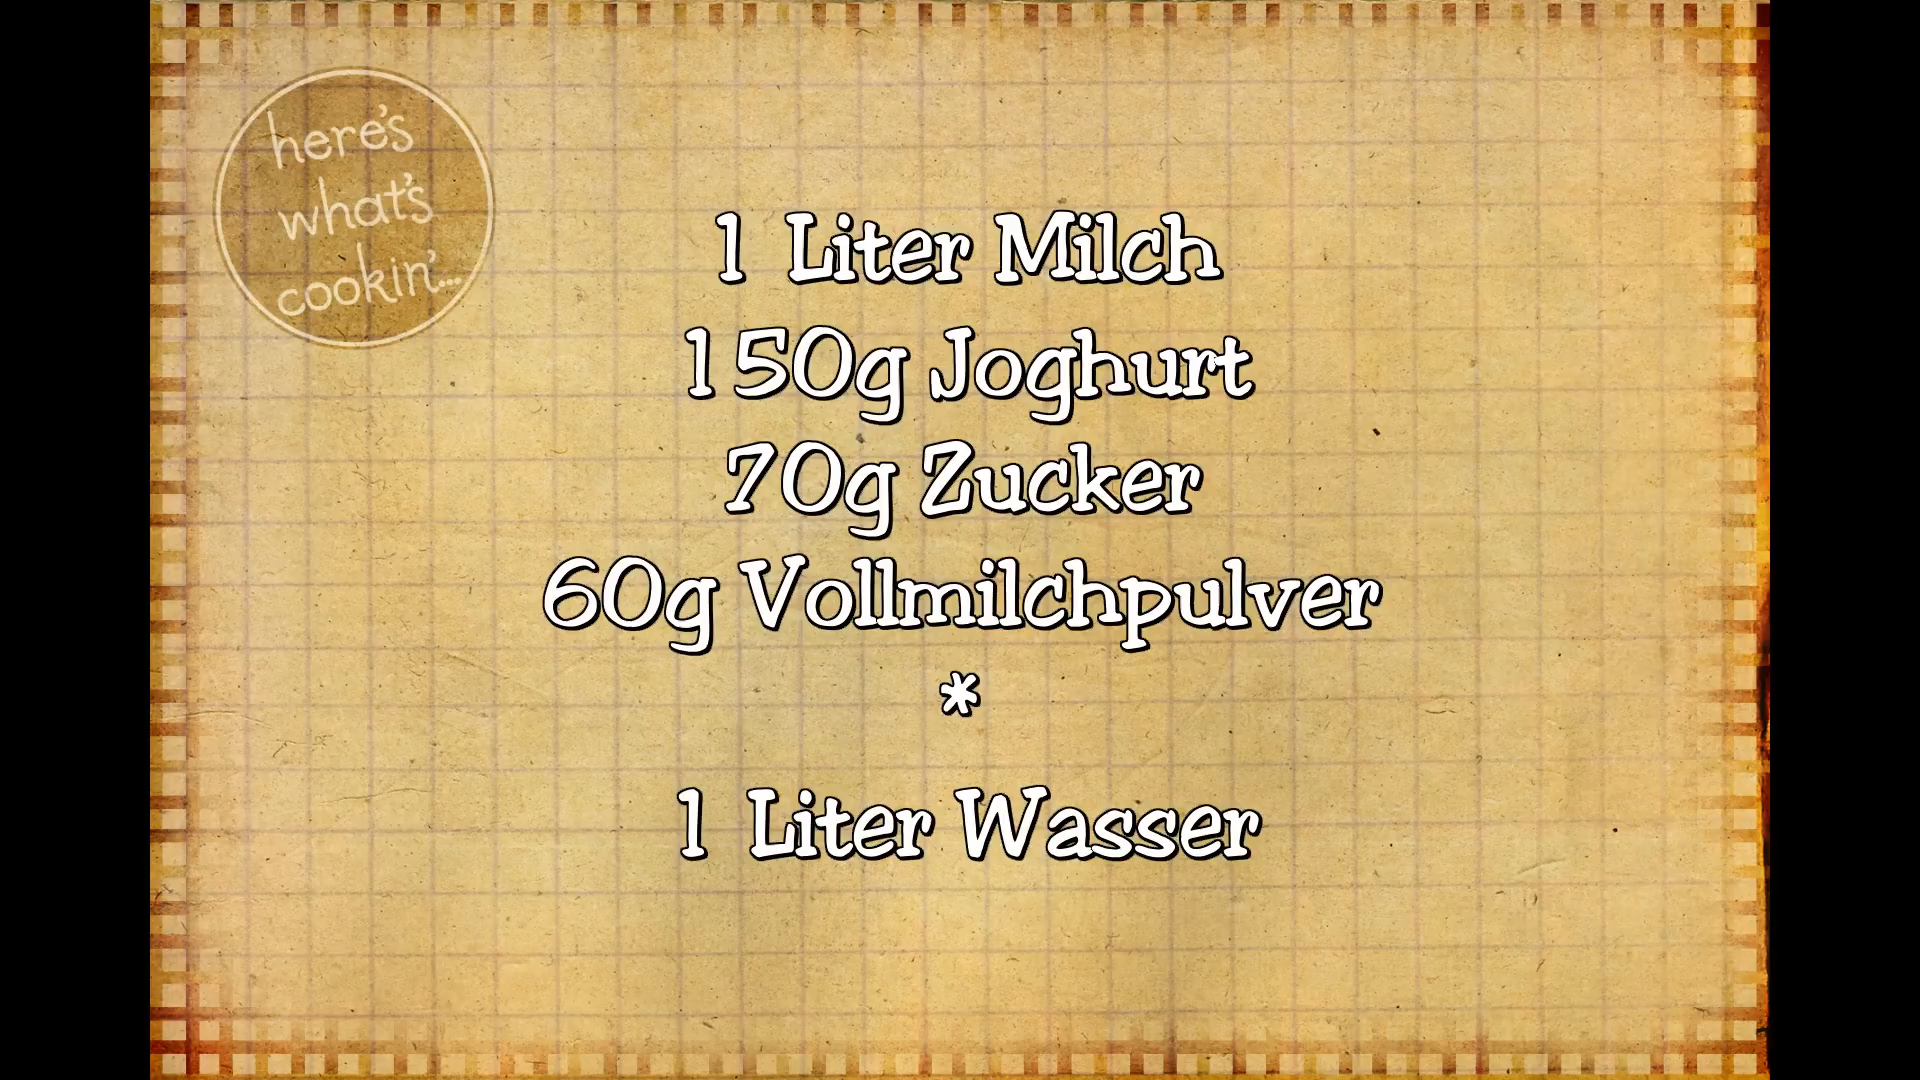 here's
what's
cookin'...
1 Liter Milch
150g Joghurt
70g Zucker
60g Vollmilchpulver
*
1 Liter Wasser